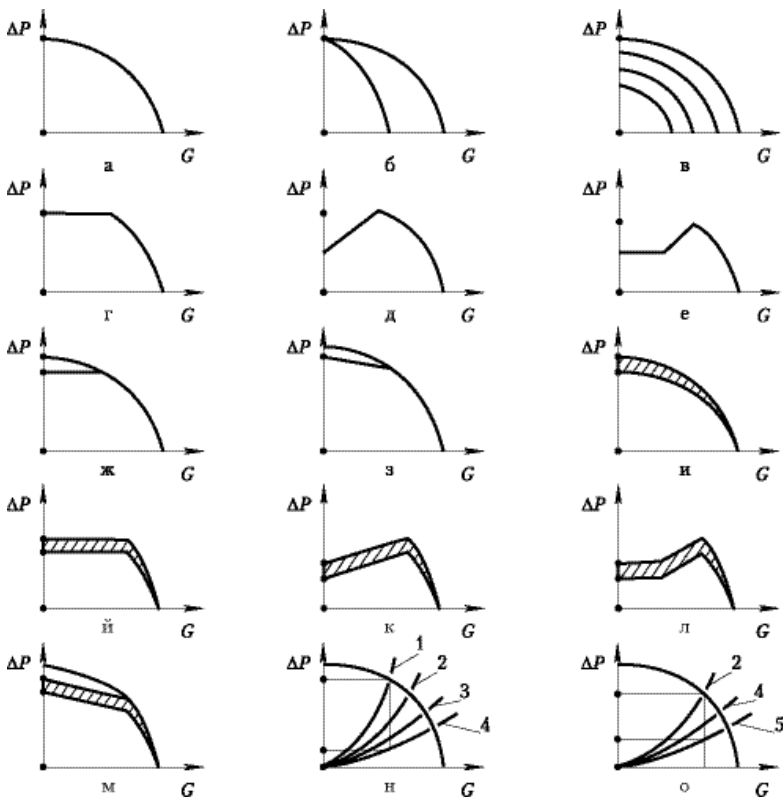 ΔP ΔP ΔP
G G G
а б в
ΔP ΔP ΔP
G G G
г д е
ΔP ΔP ΔP
G G G
ж з и
ΔP ΔP ΔP
G G G
й к л
ΔP 1 ΔP 2 ΔP
2 3 4
4 5
G G G
м н о